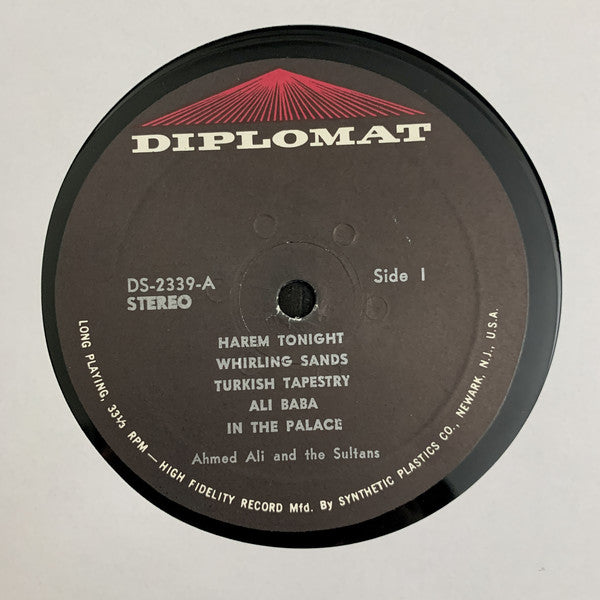 DIPLOMAT
DS-2339-A
STEREO
Side 1
HAREM TONIGHT
WHIRLING SANDS
TURKISH TAPESTRY
ALI BABA
IN THE PALACE
Ahmed Ali and the Sultans
LONG PLAYING, 33⅓ RPM — HIGH FIDELITY RECORD Mfd. By SYNTHETIC PLASTICS CO., NEWARK, N.J., U.S.A.